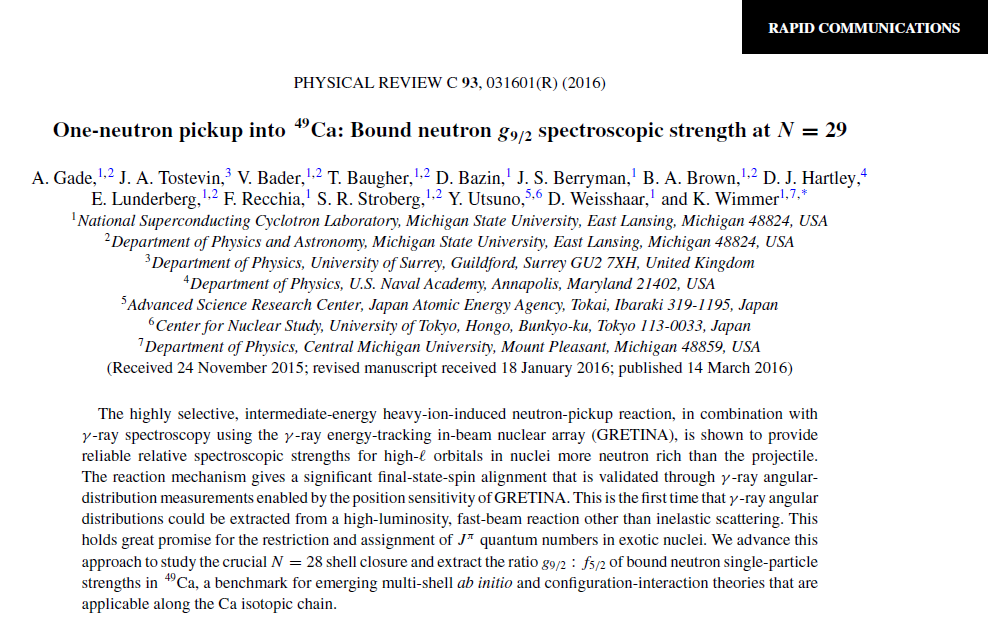 RAPID COMMUNICATIONS
PHYSICAL REVIEW C 93, 031601(R) (2016)
One-neutron pickup into ⁴⁹Ca: Bound neutron g₉/₂ spectroscopic strength at N = 29
A. Gade,¹,² J. A. Tostevin,³ V. Bader,¹,² T. Baugher,¹,² D. Bazin,¹ J. S. Berryman,¹ B. A. Brown,¹,² D. J. Hartley,⁴
E. Lunderberg,¹,² F. Recchia,¹ S. R. Stroberg,¹,² Y. Utsuno,⁵,⁶ D. Weisshaar,¹ and K. Wimmer¹,⁷,*
¹National Superconducting Cyclotron Laboratory, Michigan State University, East Lansing, Michigan 48824, USA
²Department of Physics and Astronomy, Michigan State University, East Lansing, Michigan 48824, USA
³Department of Physics, University of Surrey, Guildford, Surrey GU2 7XH, United Kingdom
⁴Department of Physics, U.S. Naval Academy, Annapolis, Maryland 21402, USA
⁵Advanced Science Research Center, Japan Atomic Energy Agency, Tokai, Ibaraki 319-1195, Japan
⁶Center for Nuclear Study, University of Tokyo, Hongo, Bunkyo-ku, Tokyo 113-0033, Japan
⁷Department of Physics, Central Michigan University, Mount Pleasant, Michigan 48859, USA
(Received 24 November 2015; revised manuscript received 18 January 2016; published 14 March 2016)
The highly selective, intermediate-energy heavy-ion-induced neutron-pickup reaction, in combination with
γ-ray spectroscopy using the γ-ray energy-tracking in-beam nuclear array (GRETINA), is shown to provide
reliable relative spectroscopic strengths for high-ℓ orbitals in nuclei more neutron rich than the projectile.
The reaction mechanism gives a significant final-state-spin alignment that is validated through γ-ray angular-
distribution measurements enabled by the position sensitivity of GRETINA. This is the first time that γ-ray angular
distributions could be extracted from a high-luminosity, fast-beam reaction other than inelastic scattering. This
holds great promise for the restriction and assignment of Jᵖⁱ quantum numbers in exotic nuclei. We advance this
approach to study the crucial N = 28 shell closure and extract the ratio g₉/₂ : f₅/₂ of bound neutron single-particle
strengths in ⁴⁹Ca, a benchmark for emerging multi-shell ab initio and configuration-interaction theories that are
applicable along the Ca isotopic chain.